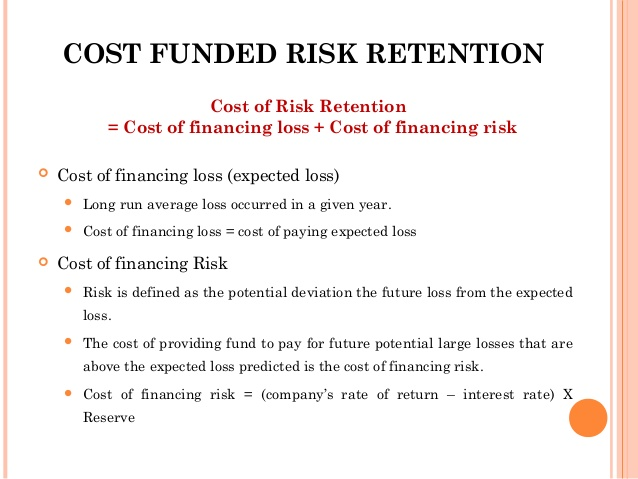 COST FUNDED RISK RETENTION
Cost of Risk Retention
= Cost of financing loss + Cost of financing risk
Cost of financing loss (expected loss)
Long run average loss occurred in a given year.
Cost of financing loss = cost of paying expected loss
Cost of financing Risk
Risk is defined as the potential deviation the future loss from the expected
loss.
The cost of providing fund to pay for future potential large losses that are
above the expected loss predicted is the cost of financing risk.
Cost of financing risk = (company's rate of return – interest rate) X
Reserve